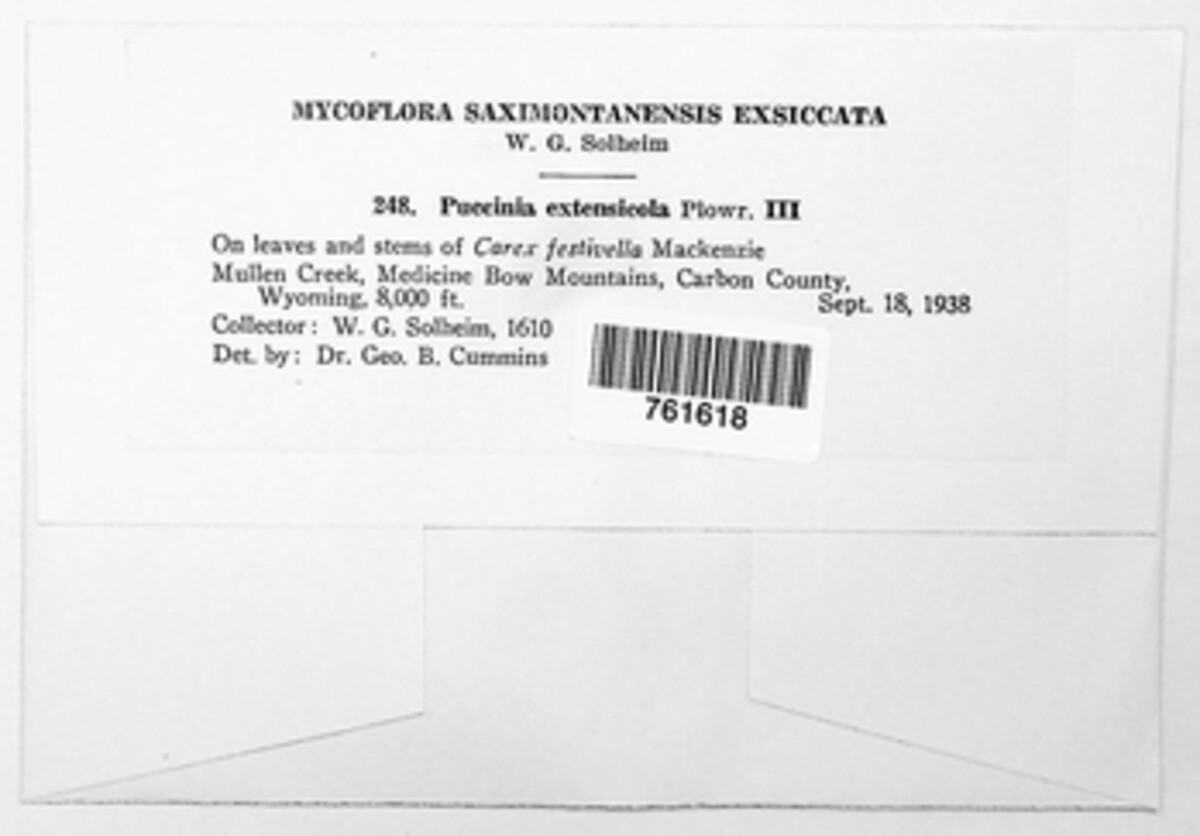 MYCOFLORA SAXIMONTANENSIS EXSICCATA
W. G. Solheim
248. Puccinia extensicola Plowr. III
On leaves and stems of Carex festivella Mackenzie
Mullen Creek, Medicine Bow Mountains, Carbon County,
Wyoming, 8,000 ft. Sept. 18, 1938
Collector: W. G. Solheim, 1610
Det. by: Dr. Geo. B. Cummins
761618